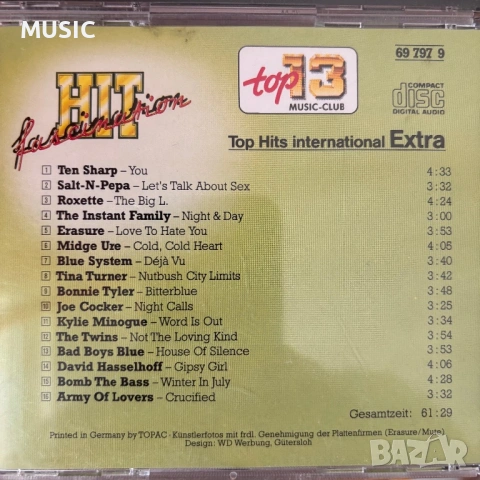 MUSIC
HIT
fascination
top 13
MUSIC-CLUB
69 797 9
COMPACT
disc
DIGITAL AUDIO
Top Hits international Extra
1 Ten Sharp – You 4:33
2 Salt-N-Pepa – Let's Talk About Sex 3:32
3 Roxette – The Big L. 4:24
4 The Instant Family – Night & Day 3:00
5 Erasure – Love To Hate You 3:53
6 Midge Ure – Cold, Cold Heart 4:05
7 Blue System – Déjà Vu 3:40
8 Tina Turner – Nutbush City Limits 3:42
9 Bonnie Tyler – Bitterblue 3:48
10 Joe Cocker – Night Calls 3:25
11 Kylie Minogue – Word Is Out 3:34
12 The Twins – Not The Loving Kind 3:54
13 Bad Boys Blue – House Of Silence 3:53
14 David Hasselhoff – Gipsy Girl 4:06
15 Bomb The Bass – Winter In July 4:28
16 Army Of Lovers – Crucified 3:32
Gesamtzeit: 61:29
Printed in Germany by TOPAC · Künstlerfotos mit frdl. Genehmigung der Plattenfirmen (Erasure/Mute)
Design: WD Werbung, Gütersloh
БАZАР